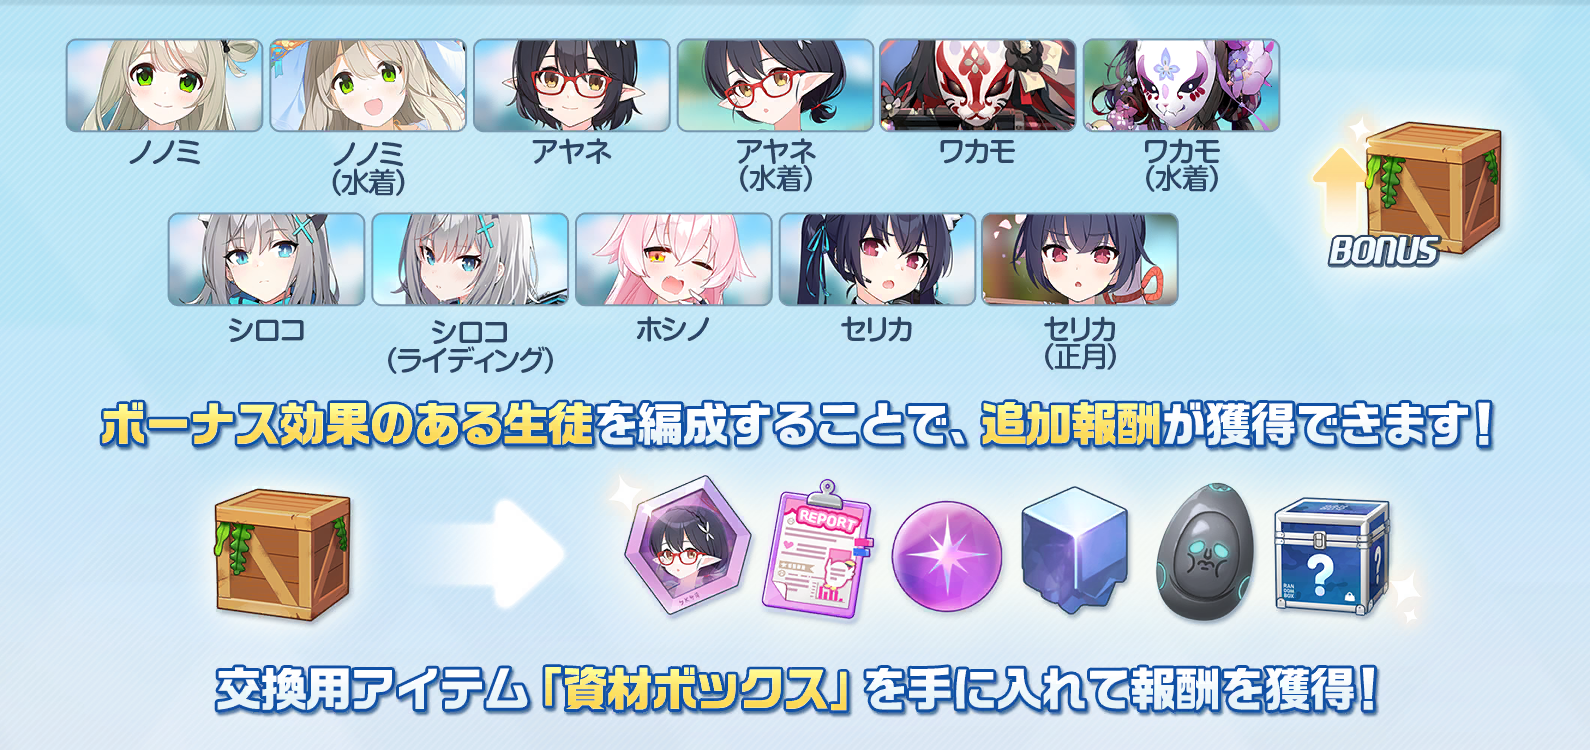 ノノミ
ノノミ
(水着)
アヤネ
アヤネ
(水着)
ワカモ
ワカモ
(水着)
BONUS
シロコ
シロコ
(ライディング)
ホシノ
セリカ
セリカ
(正月)
ボーナス効果のある生徒を編成することで、追加報酬が獲得できます!
REPORT
?
?
RAN
DOM
BOX
交換用アイテム「資材ボックス」を手に入れて報酬を獲得!